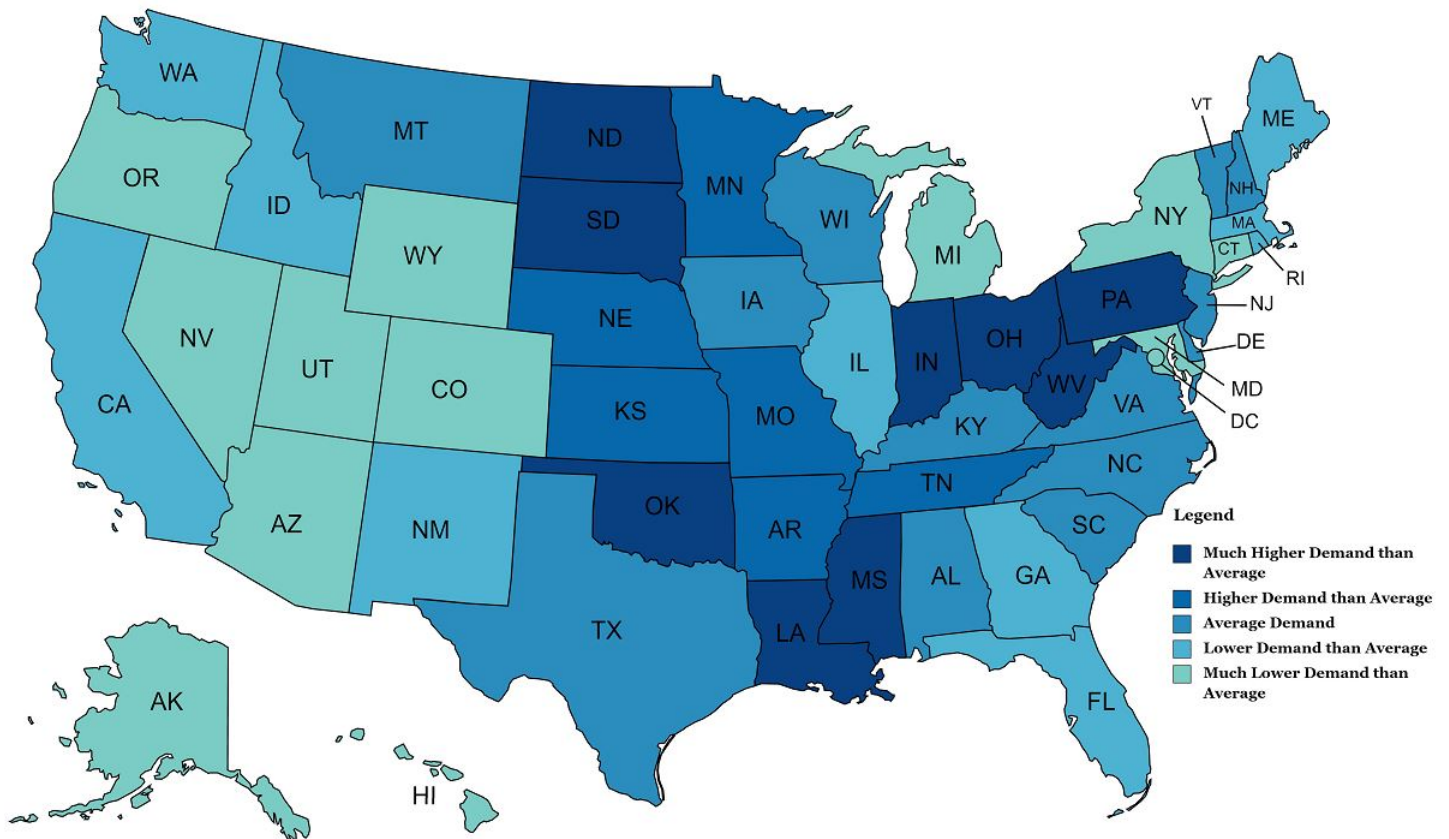 WA
MT
ND
MN
VT
ME
OR
ID
SD
WI
NH
NY
MA
WY
MI
CT
RI
IA
PA
NJ
NE
NV
OH
DE
UT
IL
IN
CO
WV
MD
CA
KS
MO
VA
DC
KY
NC
TN
OK
AZ
NM
AR
SC
Legend
Much Higher Demand than
Average
MS
AL
GA
Higher Demand than Average
TX
LA
Average Demand
Lower Demand than Average
Much Lower Demand than
Average
AK
FL
HI